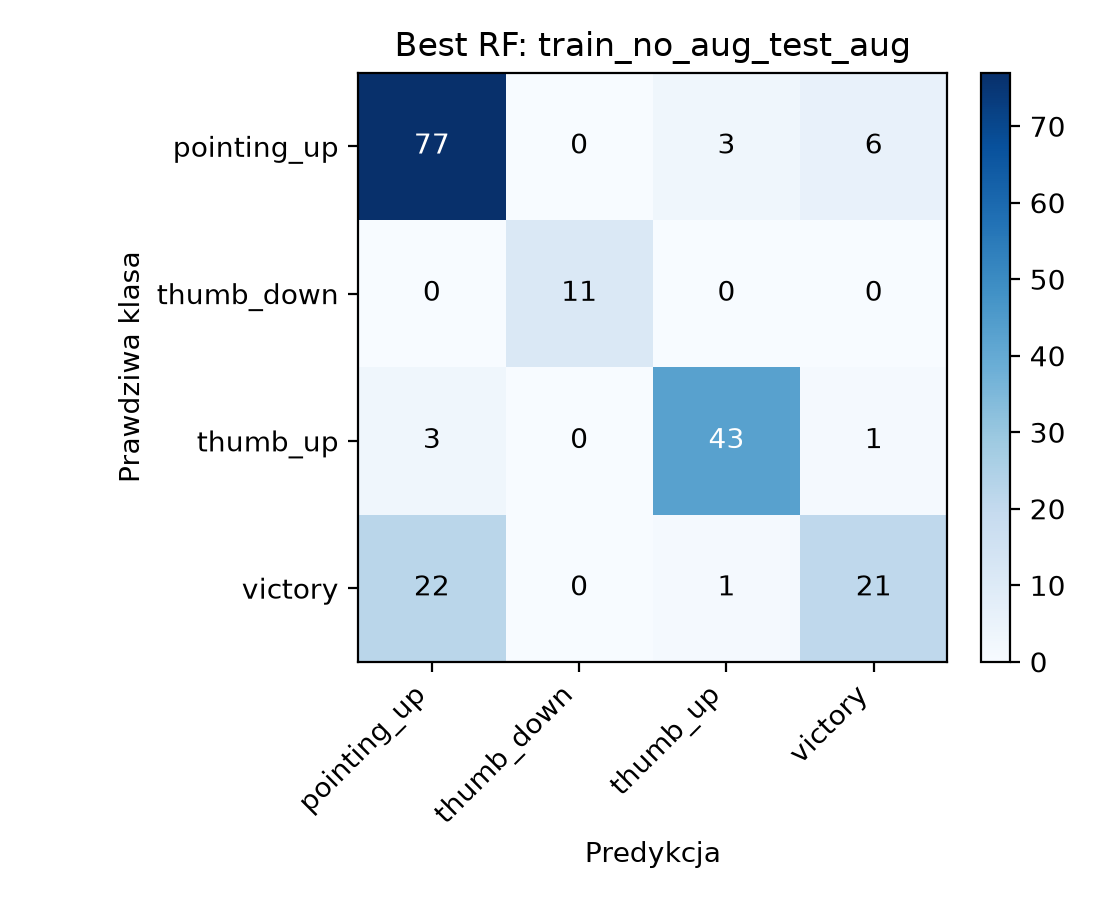 Best RF: train_no_aug_test_aug
Prawdziwa klasa
pointing_up 77 0 3 6
thumb_down 0 11 0 0
thumb_up 3 0 43 1
victory 22 0 1 21
pointing_up thumb_down thumb_up victory
Predykcja
70
60
50
40
30
20
10
0